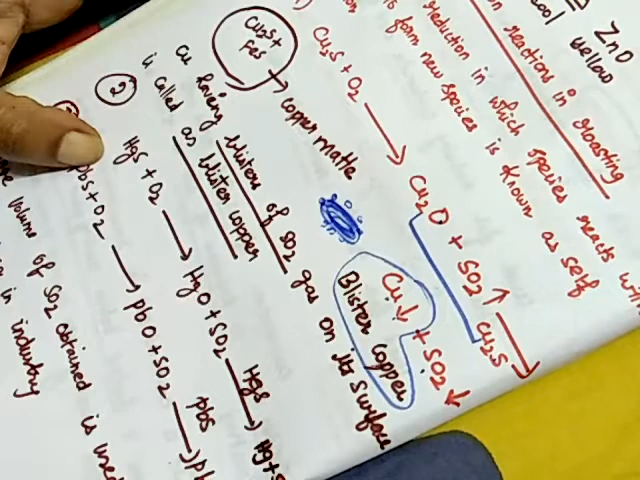 ZnO
yellow
reactions in Roasting
Reduction in which species reacts with
form new species is known as self
Cu2S + O2 → Cu2O + SO2 ↑ Cu2S →
Cu2S +
FeS → copper matte
Cu↓ + SO2
Blister copper
Cu having blisters of SO2 gas on its surface
is called as blister copper
② HgS + O2 → HgO + SO2 HgS →
PbS + O2 → PbO + SO2 PbS →
volume of SO2 obtained is
in industry